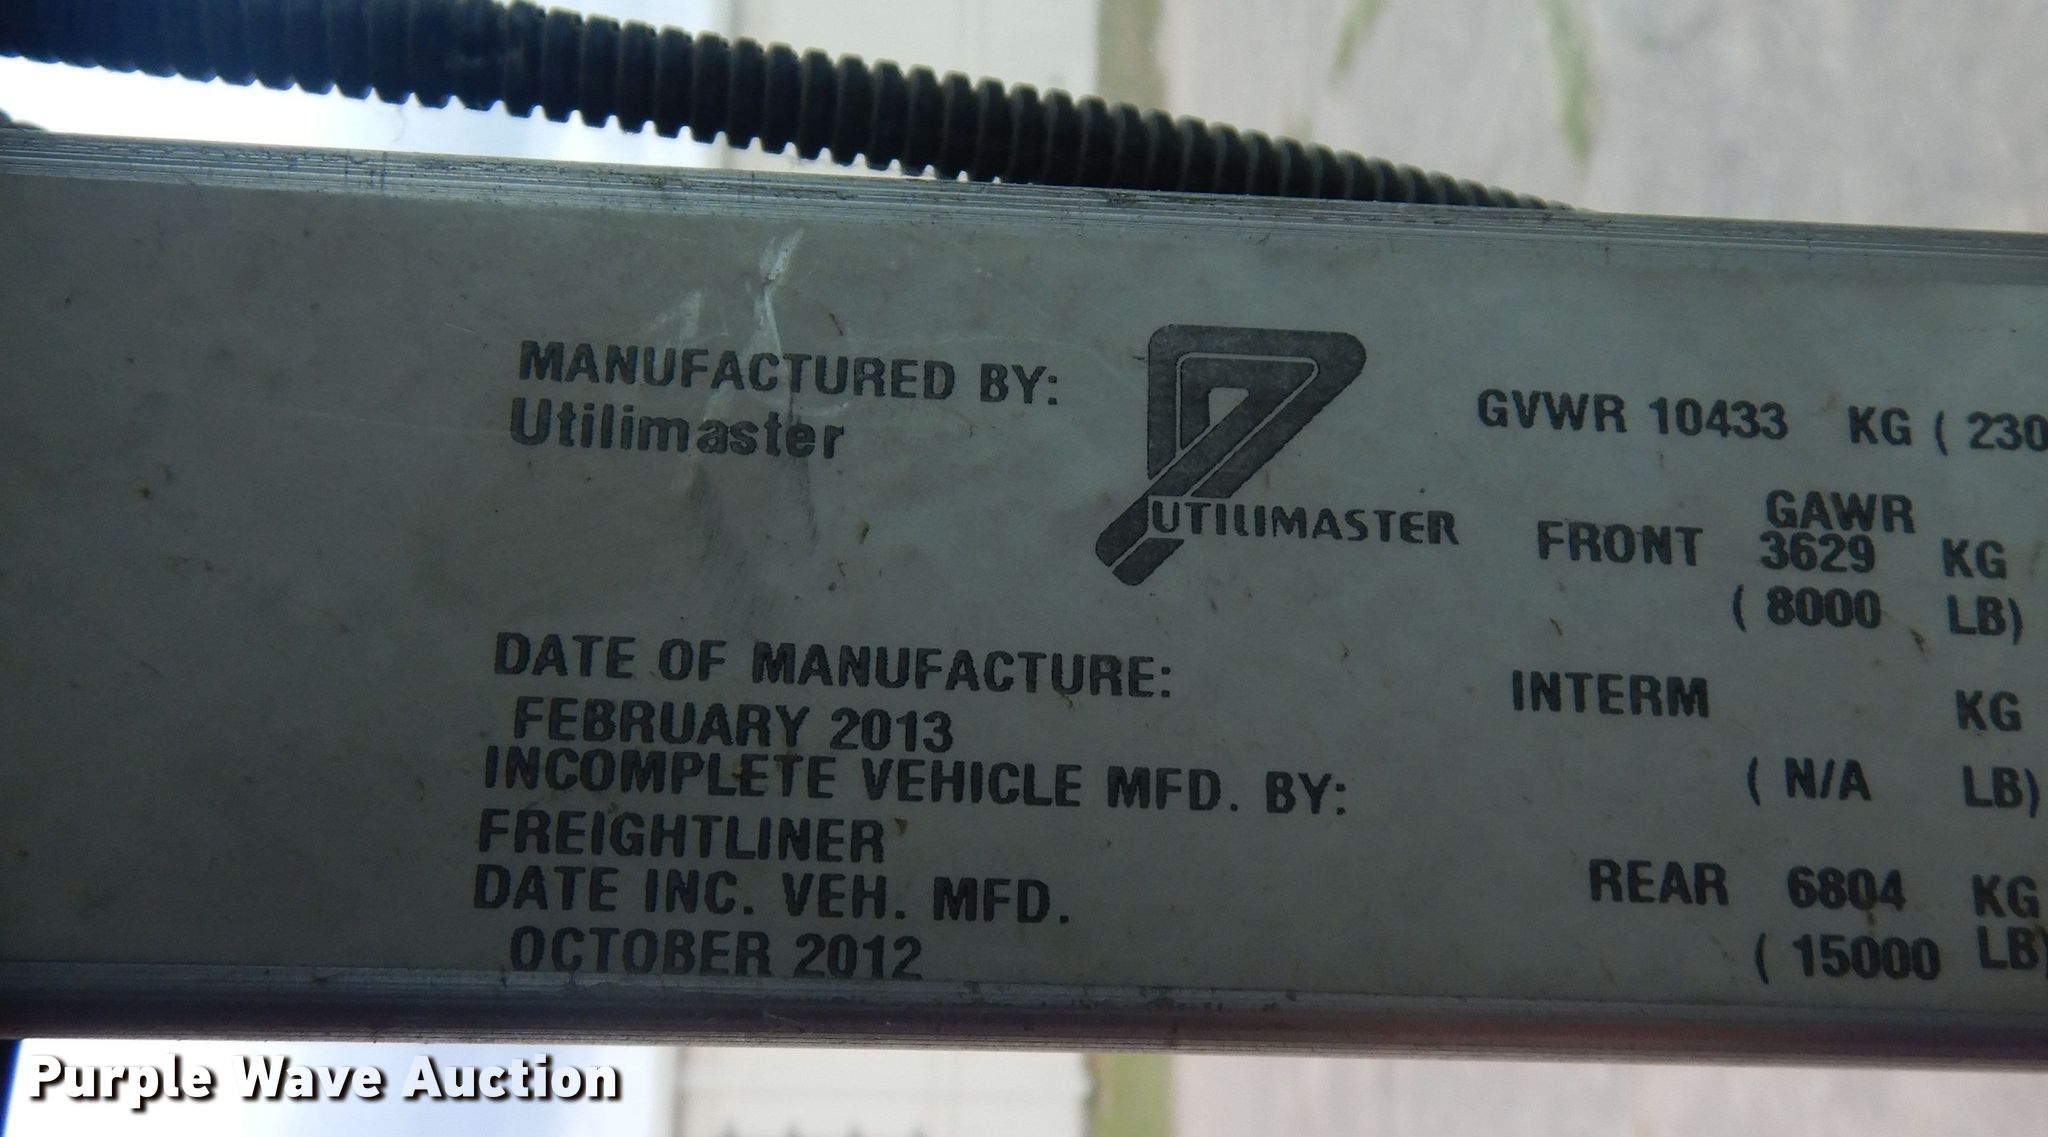 MANUFACTURED BY:
Utilimaster
UTILIMASTER
DATE OF MANUFACTURE:
FEBRUARY 2013
INCOMPLETE VEHICLE MFD. BY:
FREIGHTLINER
DATE INC. VEH. MFD.
OCTOBER 2012
GVWR 10433 KG ( 230
GAWR
FRONT 3629 KG
( 8000 LB)
INTERM KG
( N/A LB)
REAR 6804 KG
( 15000 LB)
Purple Wave Auction